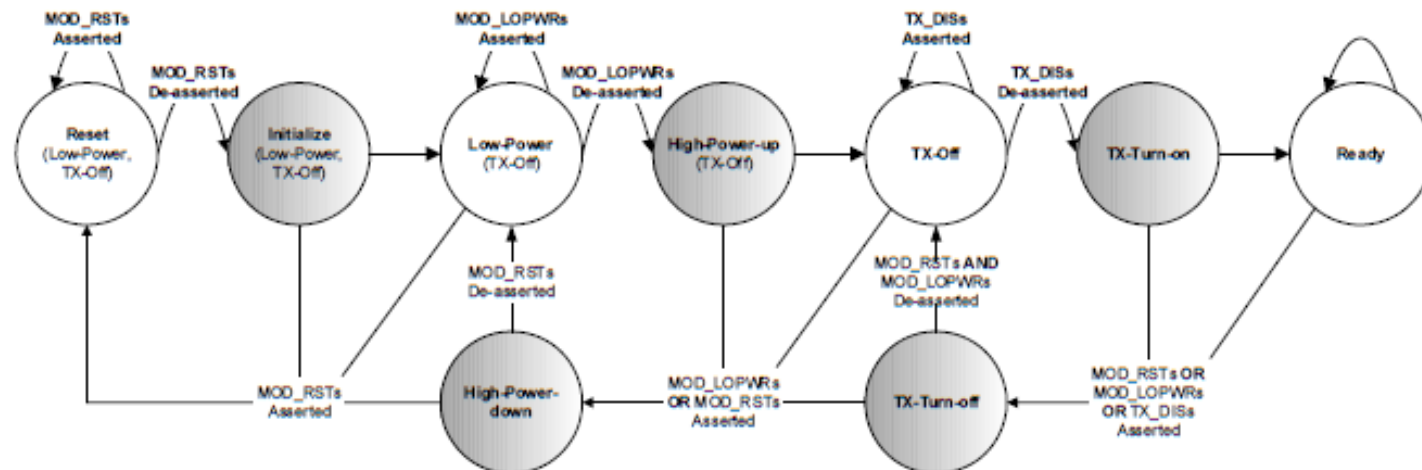 MOD_RSTs
Asserted
MOD_RSTs
De-asserted
MOD_LOPWRs
Asserted
MOD_LOPWRs
De-asserted
TX_DISs
Asserted
TX_DISs
De-asserted
Reset
(Low-Power,
TX-Off)
Initialize
(Low-Power,
TX-Off)
Low-Power
(TX-Off)
High-Power-up
(TX-Off)
TX-Off
TX-Turn-on
Ready
MOD_RSTs
De-asserted
MOD_RSTs AND
MOD_LOPWRs
De-asserted
MOD_RSTs
Asserted
High-Power-
down
MOD_LOPWRs
OR MOD_RSTs
Asserted
TX-Turn-off
MOD_RSTs OR
MOD_LOPWRs
OR TX_DISs
Asserted